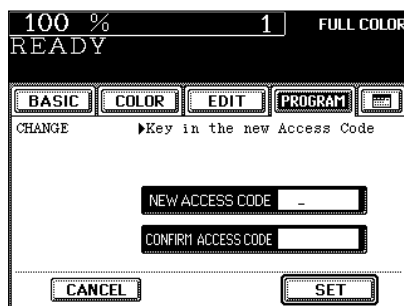 100 % 1 FULL COLOR
READY
BASIC COLOR EDIT PROGRAM
CHANGE ▶Key in the new Access Code
NEW ACCESS CODE _
CONFIRM ACCESS CODE
CANCEL SET